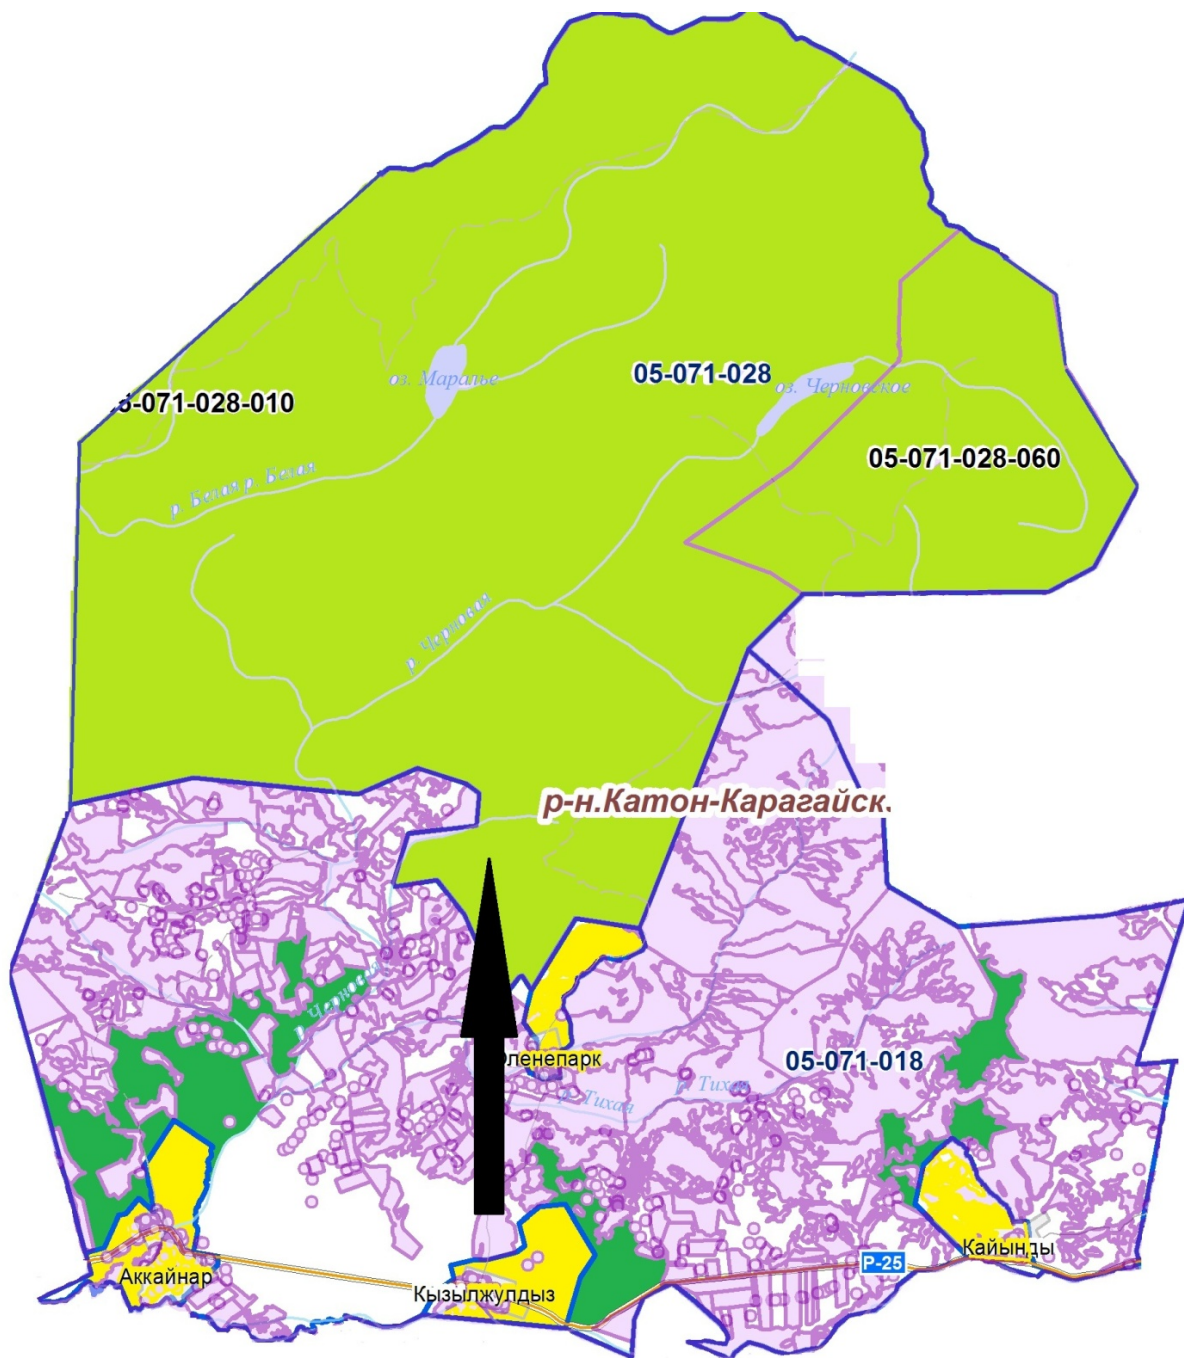 оз. Маралье
05-071-028
оз. Черновское
-071-028-010
05-071-028-060
р. Белая
р. Белая
р. Черновая
р-н.Катон-Карагайск.
р. Черновая
Оленепарк
05-071-018
р. Тихая
р. Тихая
Кайынды
Р-25
Аккайнар
Кызылжулдыз